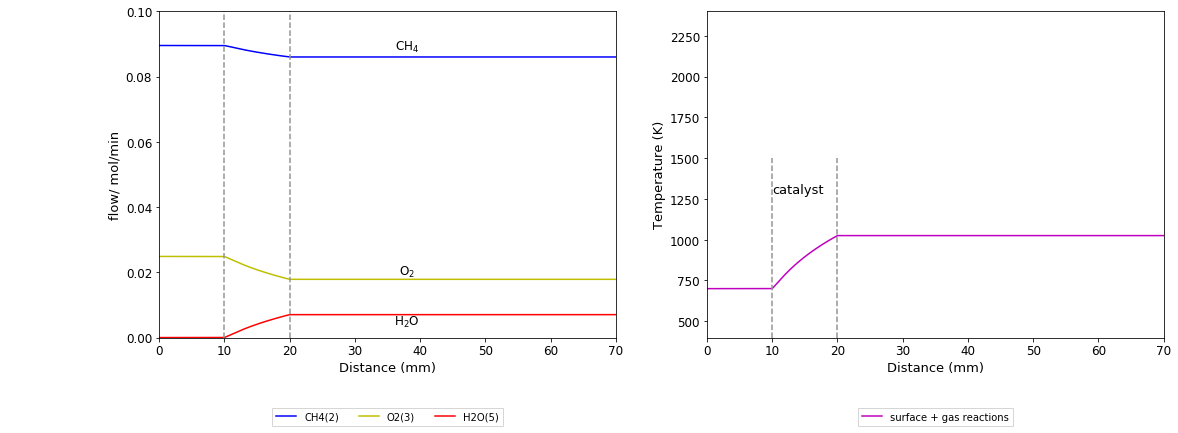 0.10
0.08
0.06
0.04
0.02
0.00
flow/ mol/min
CH₄
O₂
H₂O
0 10 20 30 40 50 60 70
Distance (mm)
CH4(2) O2(3) H2O(5)
2250
2000
1750
1500
1250
1000
750
500
Temperature (K)
catalyst
0 10 20 30 40 50 60 70
Distance (mm)
surface + gas reactions